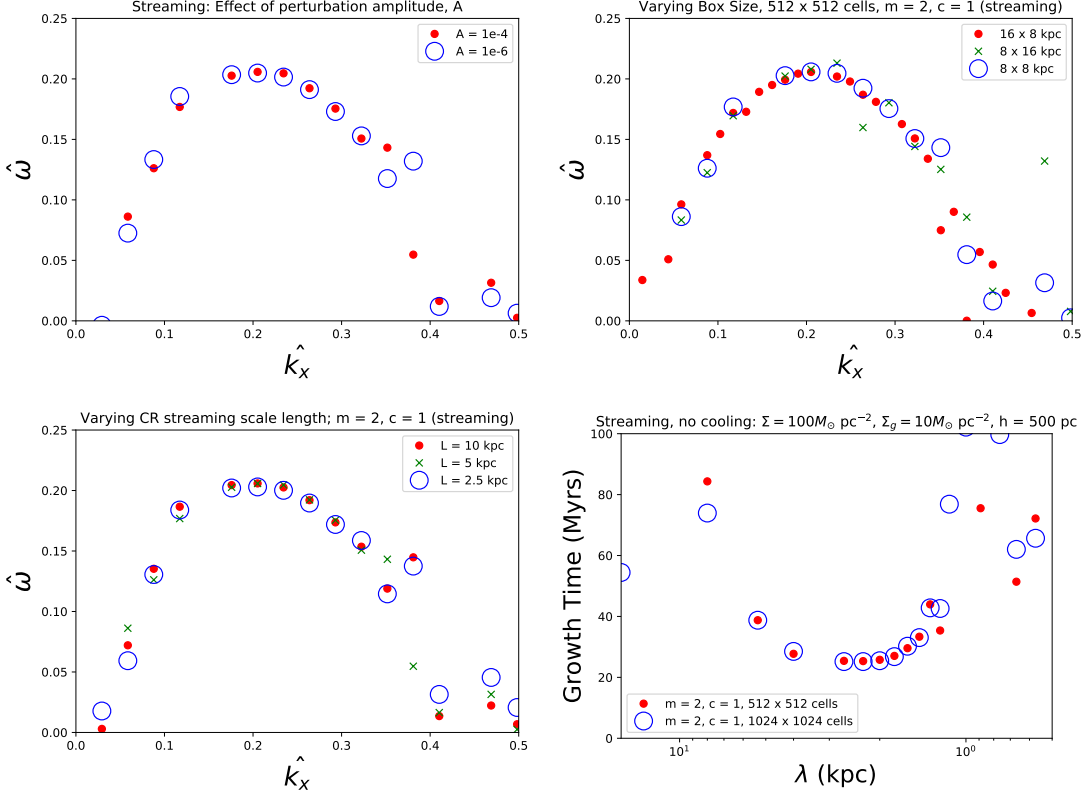 Streaming: Effect of perturbation amplitude, A
A = 1e-4
A = 1e-6
0.25
0.20
0.15
0.10
0.05
0.00
ω̂
0.0 0.1 0.2 0.3 0.4 0.5
k̂ₓ
Varying Box Size, 512 x 512 cells, m = 2, c = 1 (streaming)
16 x 8 kpc
8 x 16 kpc
8 x 8 kpc
0.25
0.20
0.15
0.10
0.05
0.00
ω̂
0.0 0.1 0.2 0.3 0.4 0.5
k̂ₓ
Varying CR streaming scale length; m = 2, c = 1 (streaming)
L = 10 kpc
L = 5 kpc
L = 2.5 kpc
0.25
0.20
0.15
0.10
0.05
0.00
ω̂
0.0 0.1 0.2 0.3 0.4 0.5
k̂ₓ
Streaming, no cooling: Σ = 100M⊙ pc⁻², Σg = 10M⊙ pc⁻², h = 500 pc
100
80
60
40
20
0
Growth Time (Myrs)
m = 2, c = 1, 512 x 512 cells
m = 2, c = 1, 1024 x 1024 cells
10¹ 10⁰
λ (kpc)